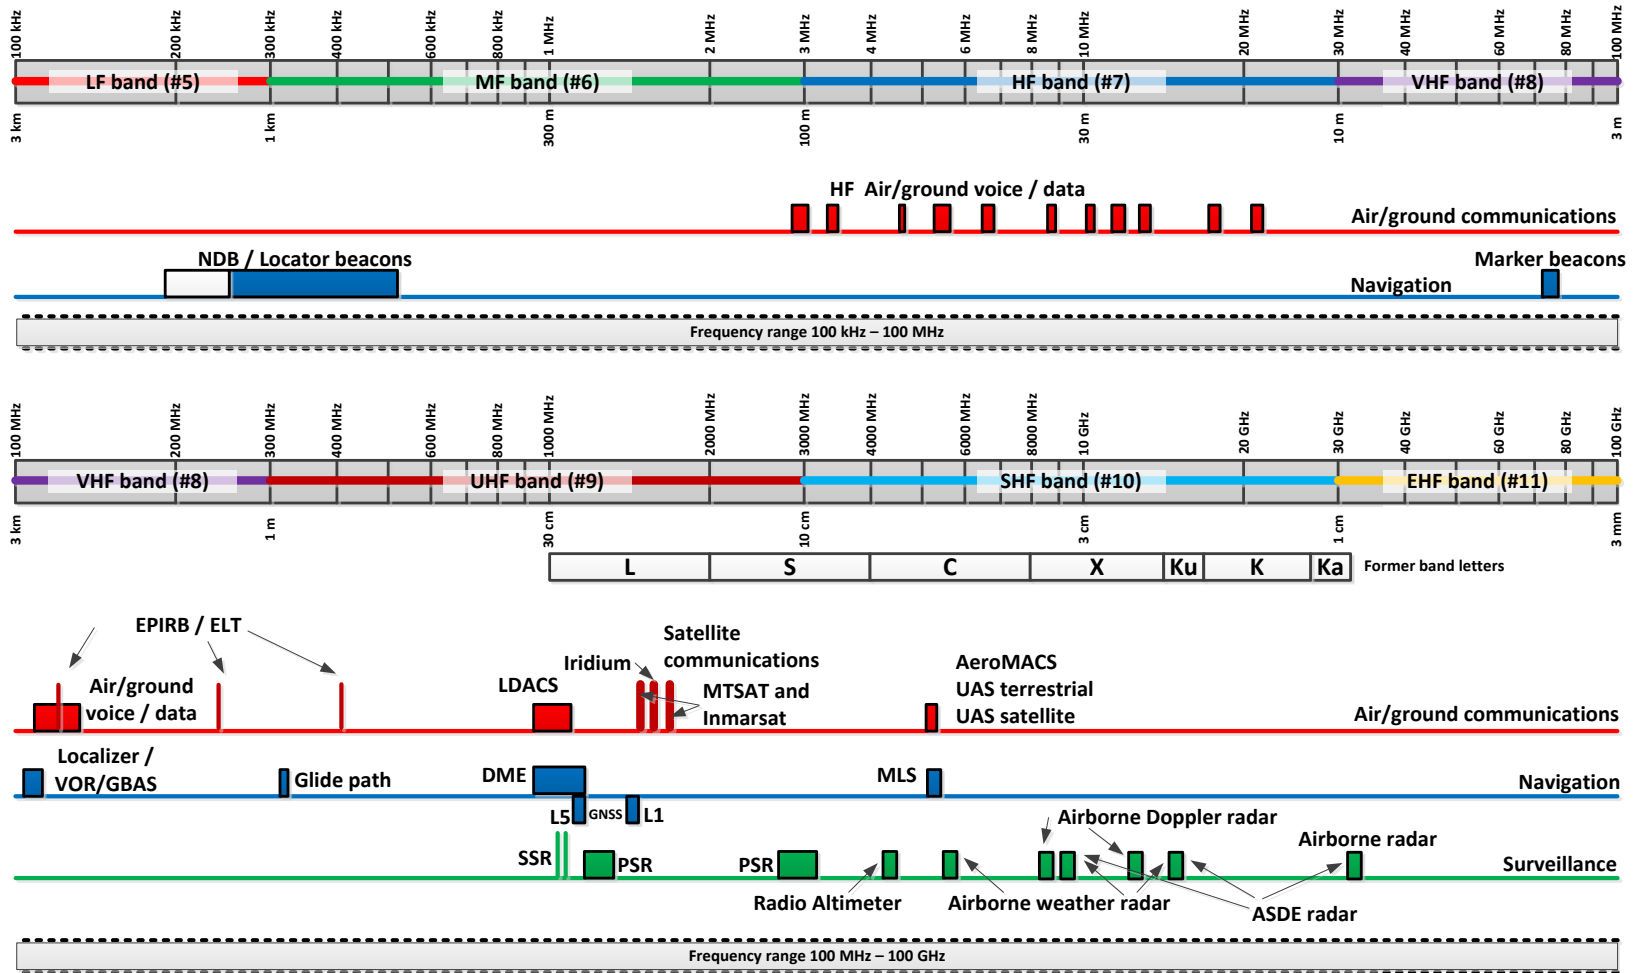 100 kHz
200 kHz
300 kHz
400 kHz
600 kHz
800 kHz
1 MHz
2 MHz
3 MHz
4 MHz
6 MHz
8 MHz
10 MHz
20 MHz
30 MHz
40 MHz
60 MHz
80 MHz
100 MHz
LF band (#5)
MF band (#6)
HF band (#7)
VHF band (#8)
3 km
1 km
300 m
100 m
30 m
10 m
3 m
HF Air/ground voice / data
Air/ground communications
NDB / Locator beacons
Marker beacons
Navigation
Frequency range 100 kHz – 100 MHz
100 MHz
200 MHz
300 MHz
400 MHz
600 MHz
800 MHz
1000 MHz
2000 MHz
3000 MHz
4000 MHz
6000 MHz
8000 MHz
10 GHz
20 GHz
30 GHz
40 GHz
60 GHz
80 GHz
100 GHz
VHF band (#8)
UHF band (#9)
SHF band (#10)
EHF band (#11)
3 km
1 m
30 cm
10 cm
3 cm
1 cm
3 mm
L
S
C
X
Ku
K
Ka
Former band letters
EPIRB / ELT
Air/ground
voice / data
LDACS
Iridium
Satellite
communications
MTSAT and
Inmarsat
AeroMACS
UAS terrestrial
UAS satellite
Air/ground communications
Localizer /
VOR/GBAS
Glide path
DME
MLS
Navigation
L5
GNSS
L1
Airborne Doppler radar
Airborne radar
SSR
PSR
PSR
Surveillance
Radio Altimeter
Airborne weather radar
ASDE radar
Frequency range 100 MHz – 100 GHz